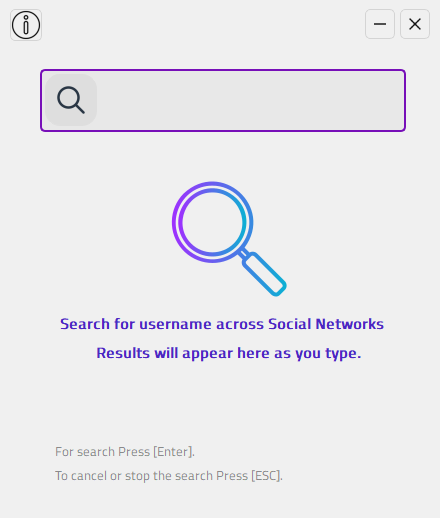 Search for username across Social Networks
Results will appear here as you type.
For search Press [Enter].
To cancel or stop the search Press [ESC].